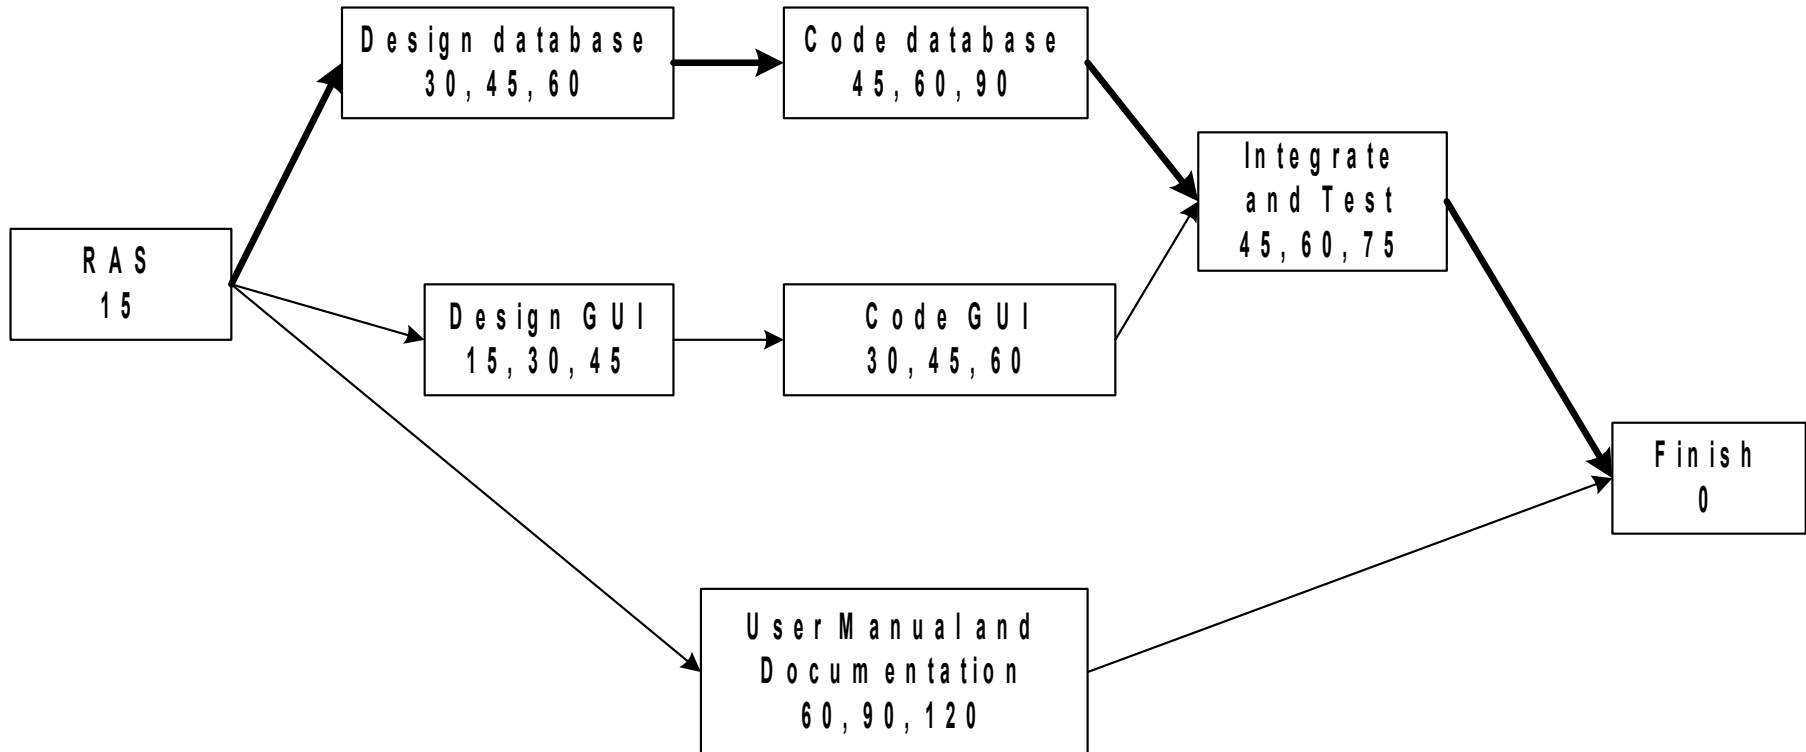 Design database
30,45,60
Code database
45,60,90
Integrate
and Test
45,60,75
RAS
15
Design GUI
15,30,45
Code GUI
30,45,60
Finish
0
User Manual and
Documentation
60,90,120